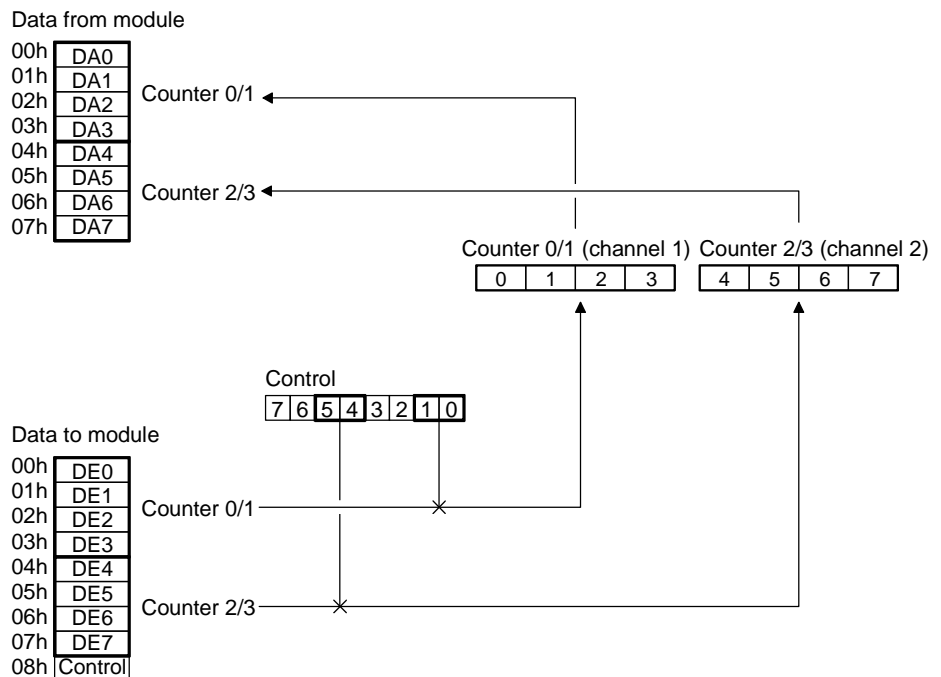 Data from module
00h DA0
01h DA1
02h DA2
03h DA3
04h DA4
05h DA5
06h DA6
07h DA7
Counter 0/1
Counter 2/3
Counter 0/1 (channel 1)
0 1 2 3
Counter 2/3 (channel 2)
4 5 6 7
Control
7 6 5 4 3 2 1 0
Data to module
00h DE0
01h DE1
02h DE2
03h DE3
04h DE4
05h DE5
06h DE6
07h DE7
08h Control
Counter 0/1
Counter 2/3